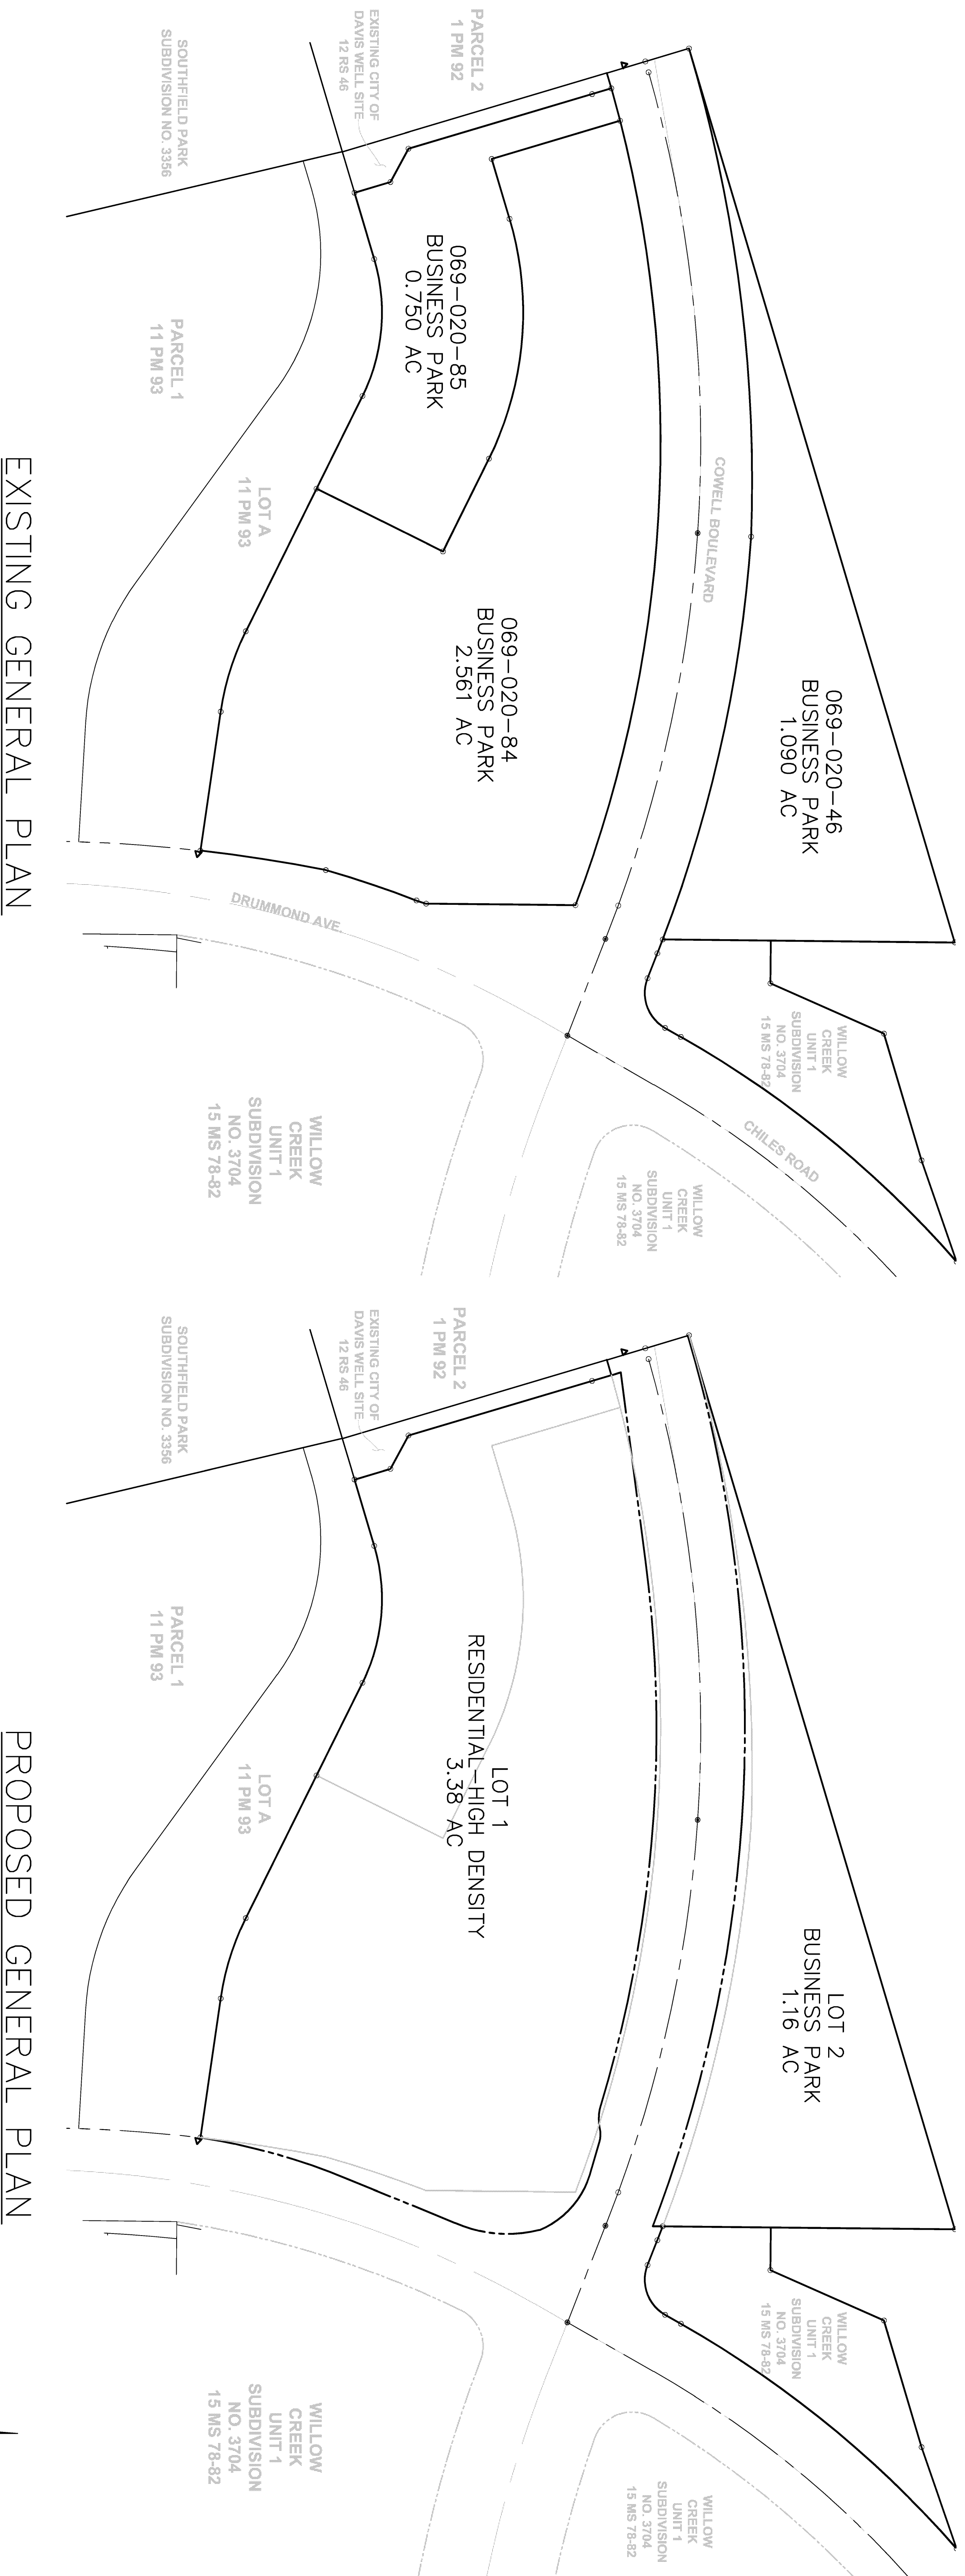 PARCEL 2
1 PM 92
EXISTING CITY OF
DAVIS WELL SITE
12 RS 46
SOUTHFIELD PARK
SUBDIVISION NO. 3356
069-020-85
BUSINESS PARK
0.750 AC
PARCEL 1
11 PM 93
LOT A
11 PM 93
COWELL BOULEVARD
069-020-84
BUSINESS PARK
2.561 AC
069-020-46
BUSINESS PARK
1.090 AC
DRUMMOND AVE.
WILLOW
CREEK
UNIT 1
SUBDIVISION
NO. 3704
15 MS 78-82
CHILES ROAD
WILLOW
CREEK
UNIT 1
SUBDIVISION
NO. 3704
15 MS 78-82
WILLOW
CREEK
UNIT 1
SUBDIVISION
NO. 3704
15 MS 78-82
EXISTING GENERAL PLAN
PARCEL 2
1 PM 92
EXISTING CITY OF
DAVIS WELL SITE
12 RS 46
SOUTHFIELD PARK
SUBDIVISION NO. 3356
PARCEL 1
11 PM 93
LOT A
11 PM 93
LOT 1
RESIDENTIAL-HIGH DENSITY
3.38 AC
LOT 2
BUSINESS PARK
1.16 AC
WILLOW
CREEK
UNIT 1
SUBDIVISION
NO. 3704
15 MS 78-82
WILLOW
CREEK
UNIT 1
SUBDIVISION
NO. 3704
15 MS 78-82
WILLOW
CREEK
UNIT 1
SUBDIVISION
NO. 3704
15 MS 78-82
PROPOSED GENERAL PLAN